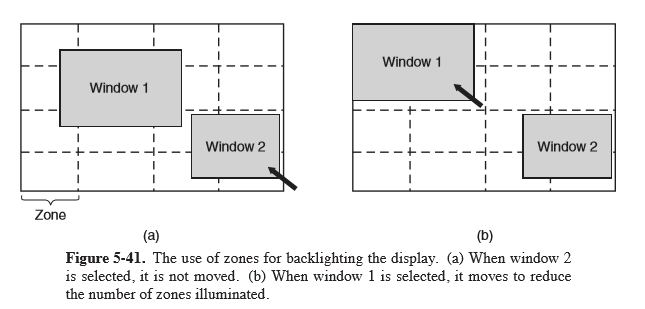 Window 1
Window 2
Zone
(a)
Window 1
Window 2
(b)
Figure 5-41. The use of zones for backlighting the display. (a) When window 2
is selected, it is not moved. (b) When window 1 is selected, it moves to reduce
the number of zones illuminated.